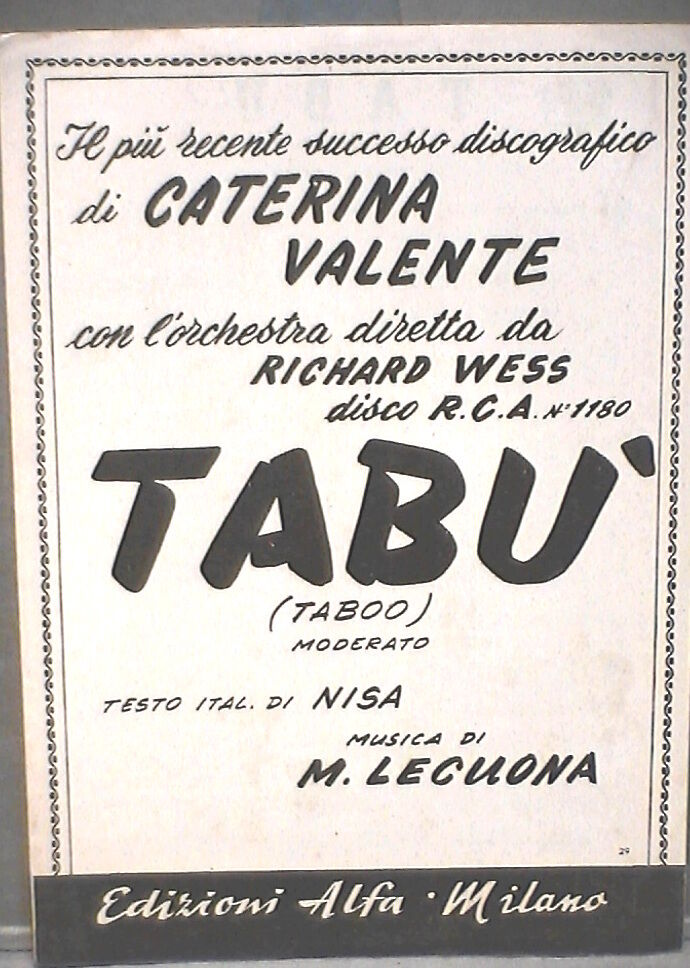 Il più recente successo discografico
di CATERINA
VALENTE
con l'orchestra diretta da
RICHARD WESS
disco R.C.A. N° 1180
TABU'
(TABOO)
MODERATO
TESTO ITAL. DI NISA
MUSICA DI
M. LECUONA
29
Edizioni Alfa · Milano